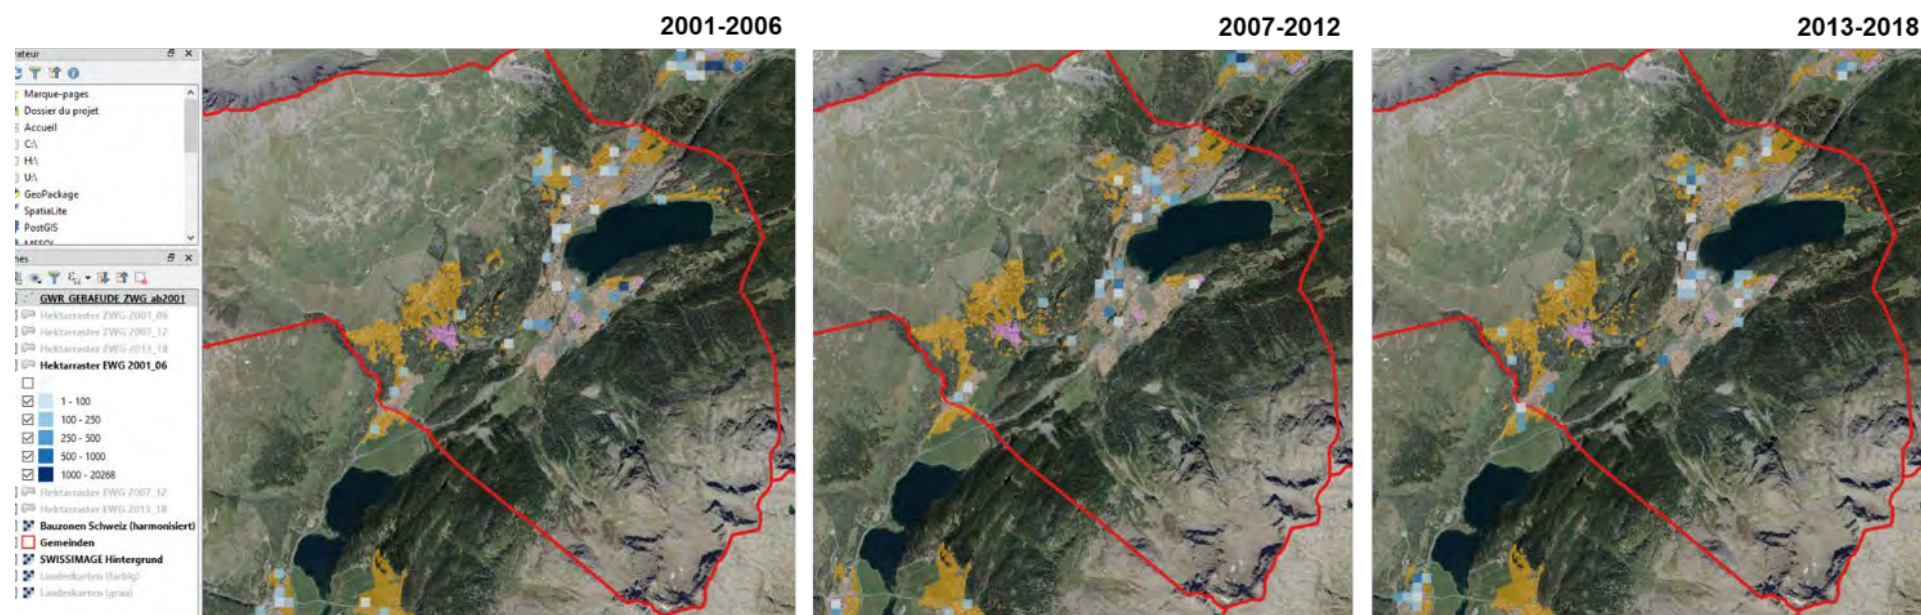 2001-2006
2007-2012
2013-2018
Marque-pages
Dossier du projet
Accueil
C:\
H:\
U:\
GeoPackage
SpatiaLite
PostGIS
MSSQL
GWR_GEBAEUDE_ZWG_ab2001
Hektarraster ZWG 2001_06
Hektarraster ZWG 2007_12
Hektarraster ZWG 2013_18
Hektarraster EWG 2001_06
1 - 100
100 - 250
250 - 500
500 - 1000
1000 - 20268
Hektarraster EWG 2007_12
Hektarraster EWG 2013_18
Bauzonen Schweiz (harmonisiert)
Gemeinden
SWISSIMAGE Hintergrund
Landeskarten (farbig)
Landeskarten (grau)